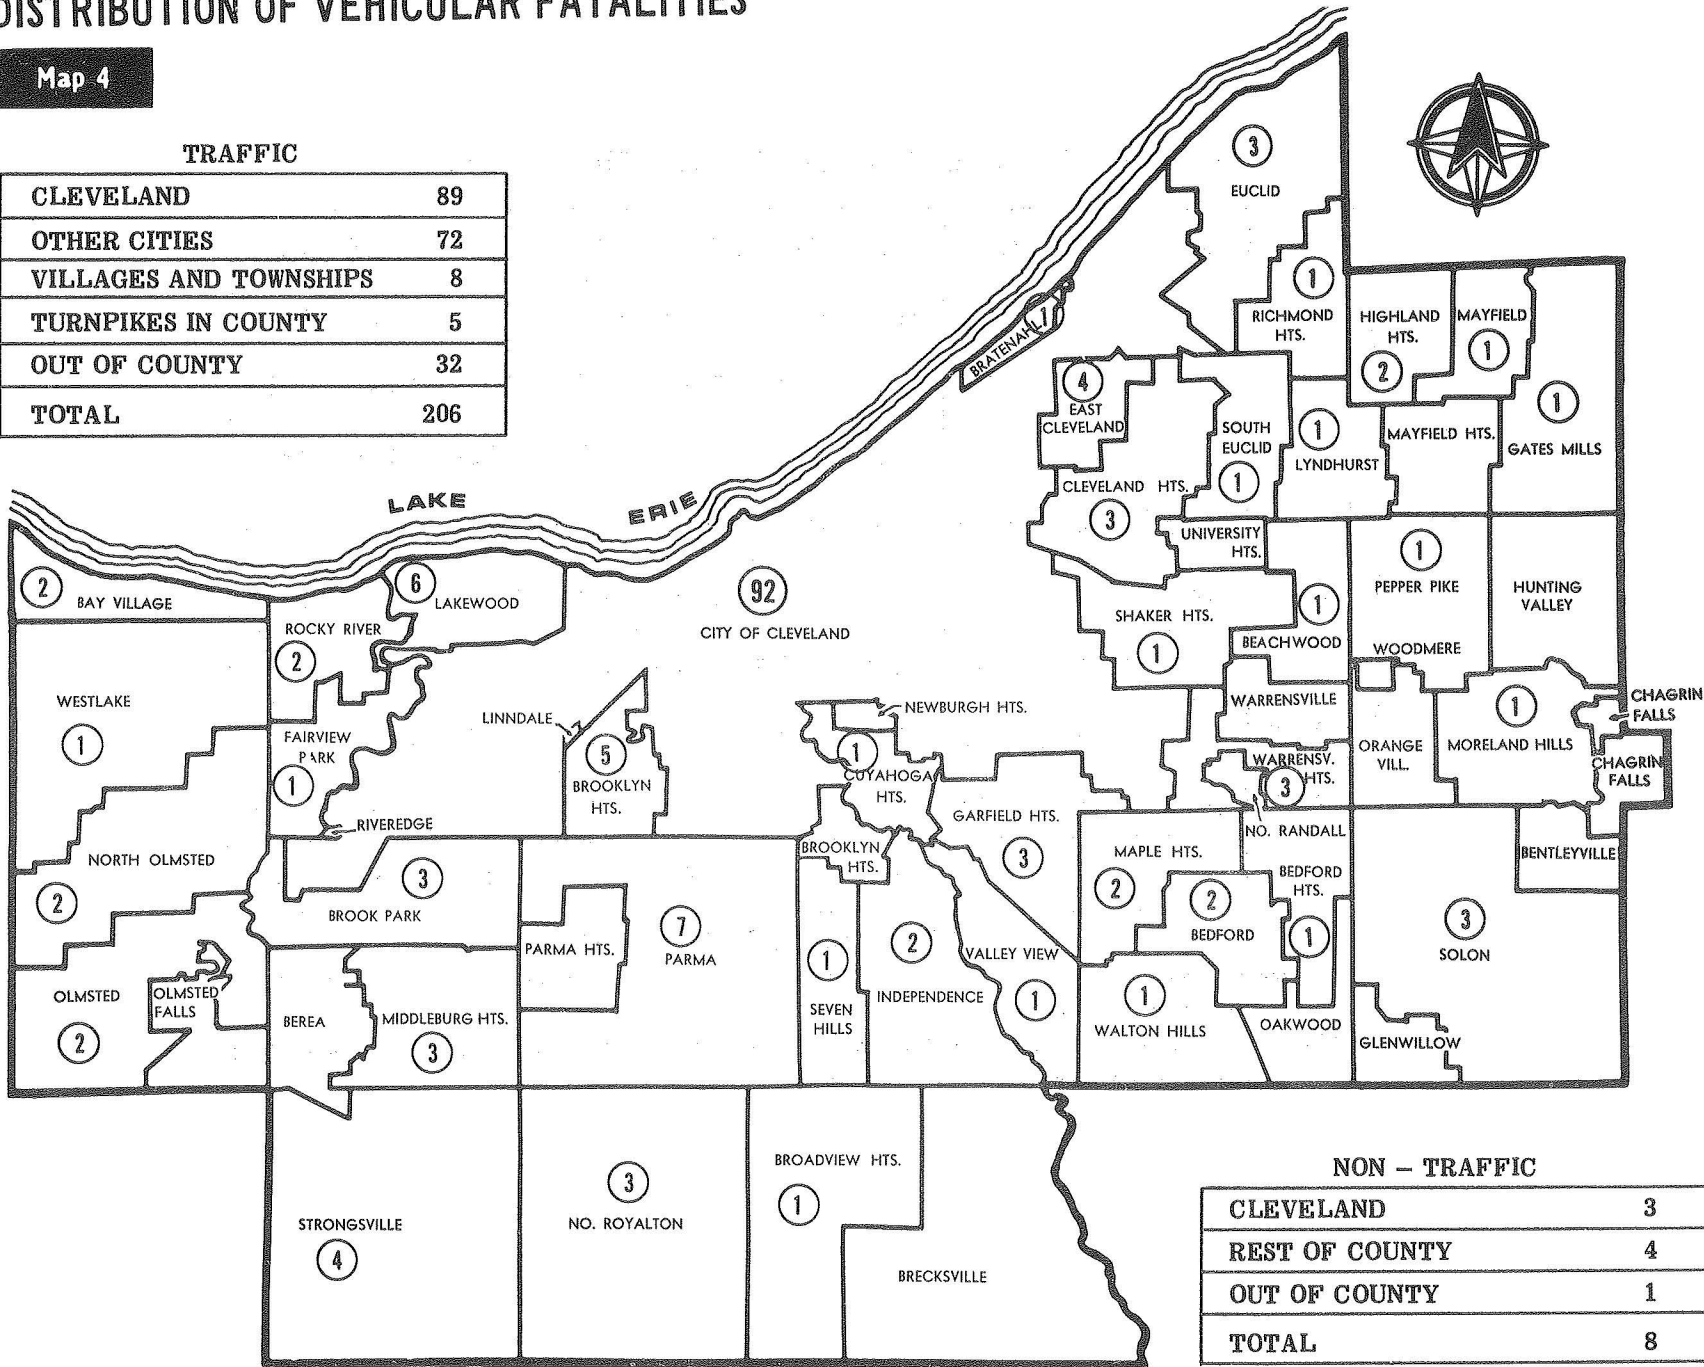 DISTRIBUTION OF VEHICULAR FATALITIES
Map 4
TRAFFIC
CLEVELAND 89
OTHER CITIES 72
VILLAGES AND TOWNSHIPS 8
TURNPIKES IN COUNTY 5
OUT OF COUNTY 32
TOTAL 206
LAKE ERIE
3
EUCLID
1
RICHMOND
HTS.
HIGHLAND
HTS.
2
MAYFIELD
1
1
GATES MILLS
BRATENAHL
1
4
EAST
CLEVELAND
SOUTH
EUCLID
1
1
LYNDHURST
MAYFIELD HTS.
CLEVELAND HTS.
3
UNIVERSITY
HTS.
1
PEPPER PIKE
HUNTING
VALLEY
2
BAY VILLAGE
6
LAKEWOOD
92
CITY OF CLEVELAND
SHAKER HTS.
1
1
BEACHWOOD
WOODMERE
ROCKY RIVER
2
WESTLAKE
1
FAIRVIEW
PARK
1
RIVEREDGE
LINNDALE
5
BROOKLYN
HTS.
NEWBURGH HTS.
1
CUYAHOGA
HTS.
WARRENSVILLE
WARRENSV.
HTS.
3
NO. RANDALL
ORANGE
VILL.
1
MORELAND HILLS
CHAGRIN
FALLS
CHAGRIN
FALLS
BENTLEYVILLE
NORTH OLMSTED
2
3
BROOK PARK
PARMA HTS.
7
PARMA
BROOKLYN
HTS.
GARFIELD HTS.
3
MAPLE HTS.
2
2
BEDFORD
BEDFORD
HTS.
1
3
SOLON
OLMSTED
2
OLMSTED
FALLS
BEREA
MIDDLEBURG HTS.
3
1
SEVEN
HILLS
2
INDEPENDENCE
VALLEY VIEW
1
1
WALTON HILLS
OAKWOOD
GLENWILLOW
STRONGSVILLE
4
3
NO. ROYALTON
BROADVIEW HTS.
1
BRECKSVILLE
NON – TRAFFIC
CLEVELAND 3
REST OF COUNTY 4
OUT OF COUNTY 1
TOTAL 8